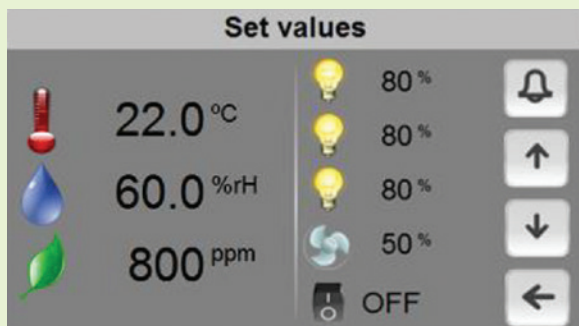 Set values
22.0 °C
60.0 %rH
800 ppm
80 %
80 %
80 %
50 %
OFF